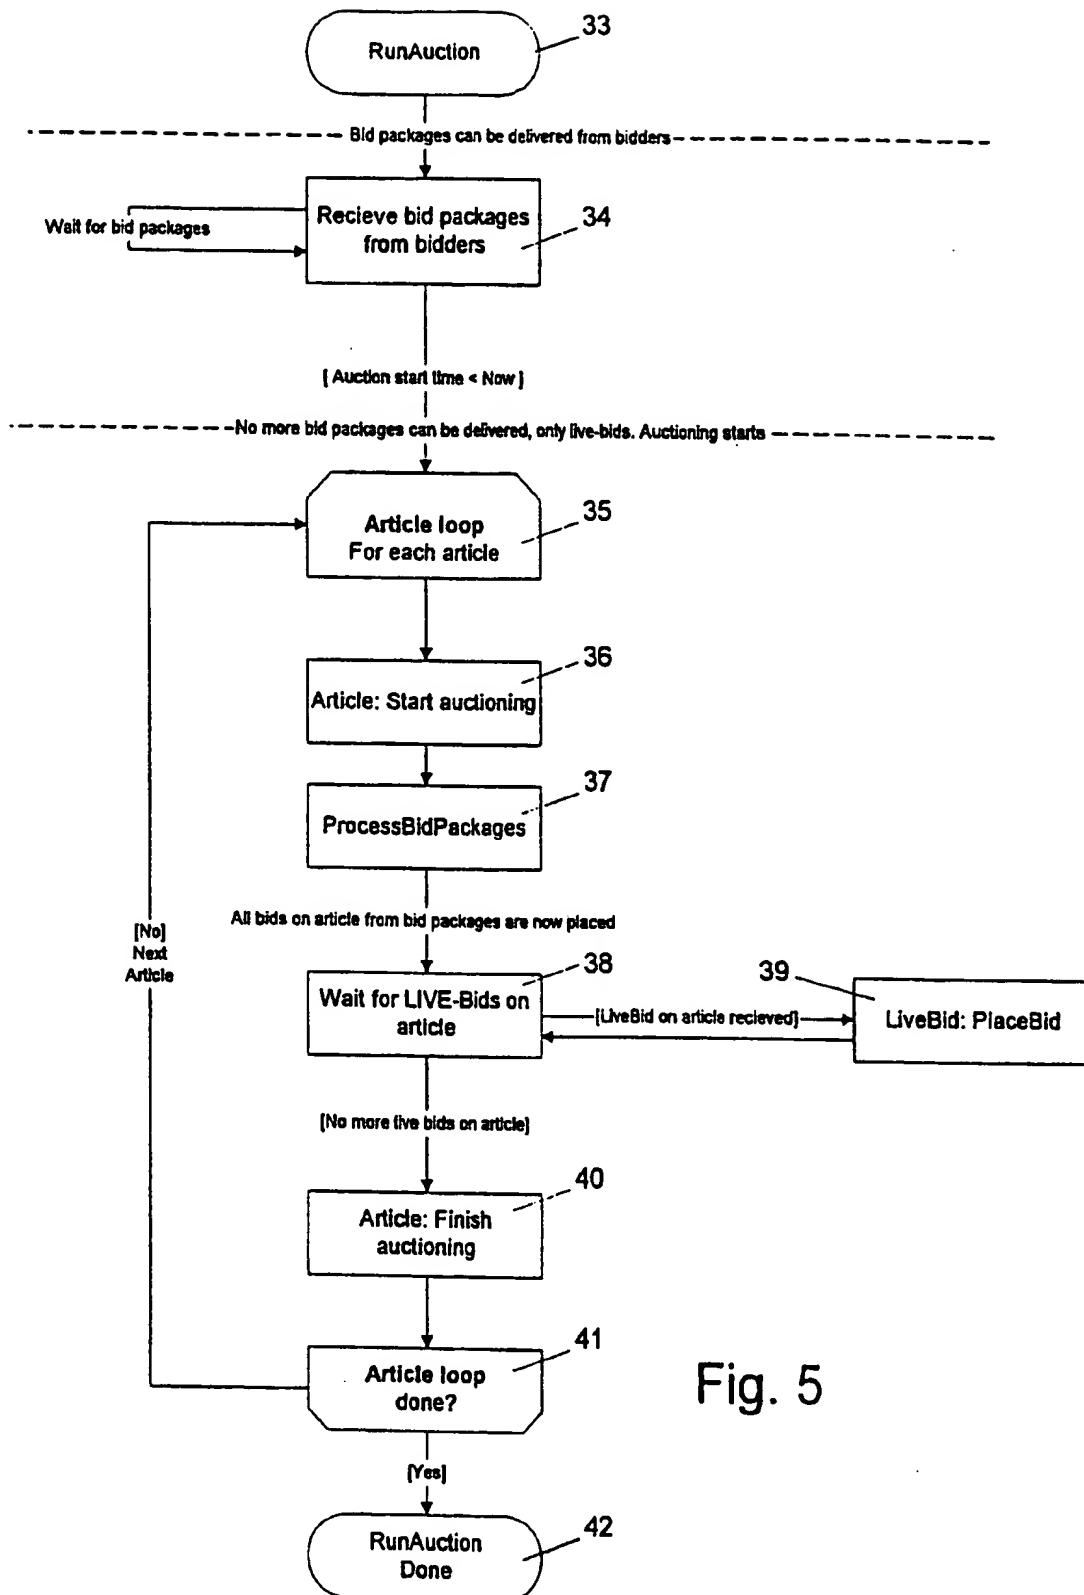 33
RunAuction
Bid packages can be delivered from bidders
Recieve bid packages
from bidders
34
Wait for bid packages
[ Auction start time < Now ]
No more bid packages can be delivered, only live-bids. Auctioning starts
Article loop
For each article
35
36
Article: Start auctioning
37
ProcessBidPackages
All bids on article from bid packages are now placed
[No]
Next
Article
38
Wait for LIVE-Bids on
article
[LiveBid on article recieved]
39
LiveBid: PlaceBid
[No more live bids on article]
40
Article: Finish
auctioning
41
Article loop
done?
Fig. 5
[Yes]
RunAuction
Done
42